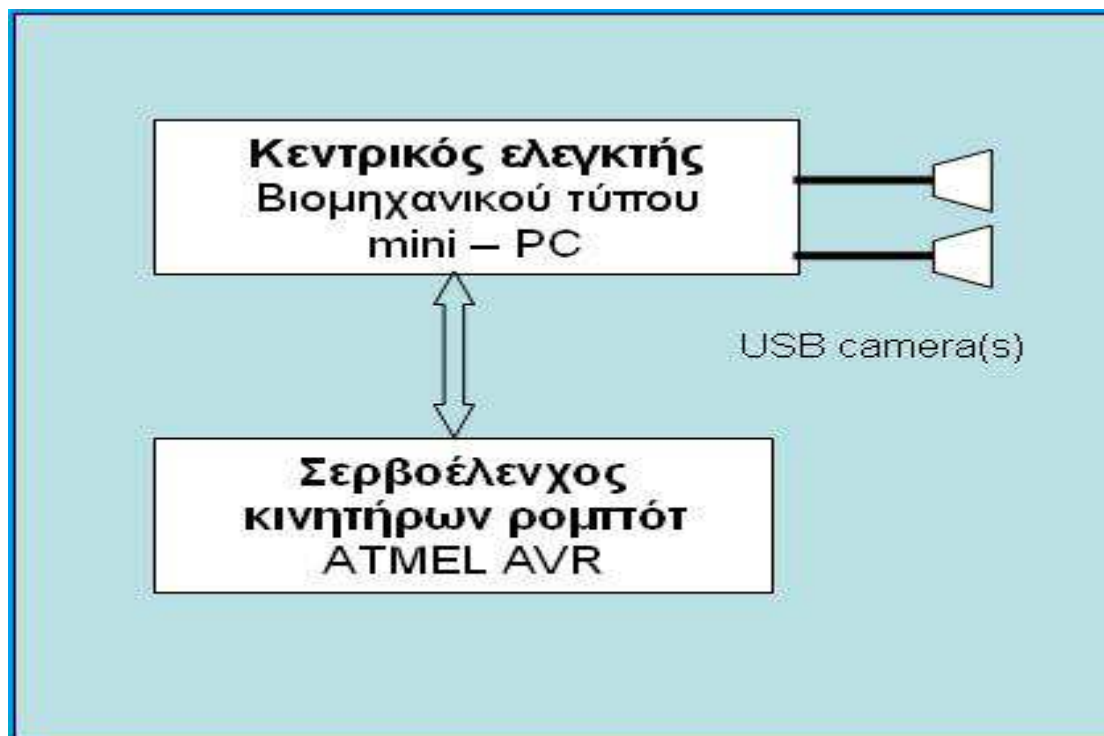 Κεντρικός ελεγκτής
Βιομηχανικού τύπου
mini – PC
USB camera(s)
Σερβοέλενχος
κινητήρων ρομπότ
ATMEL AVR